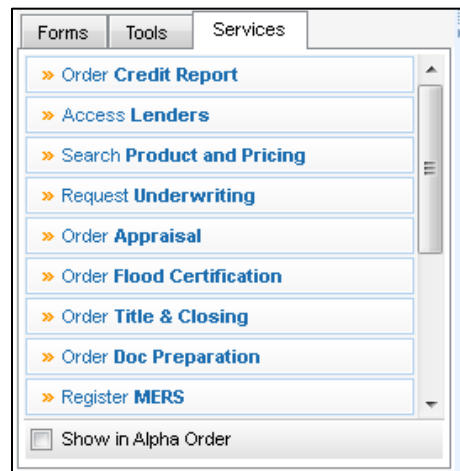 Forms Tools Services
» Order Credit Report
» Access Lenders
» Search Product and Pricing
» Request Underwriting
» Order Appraisal
» Order Flood Certification
» Order Title & Closing
» Order Doc Preparation
» Register MERS
Show in Alpha Order